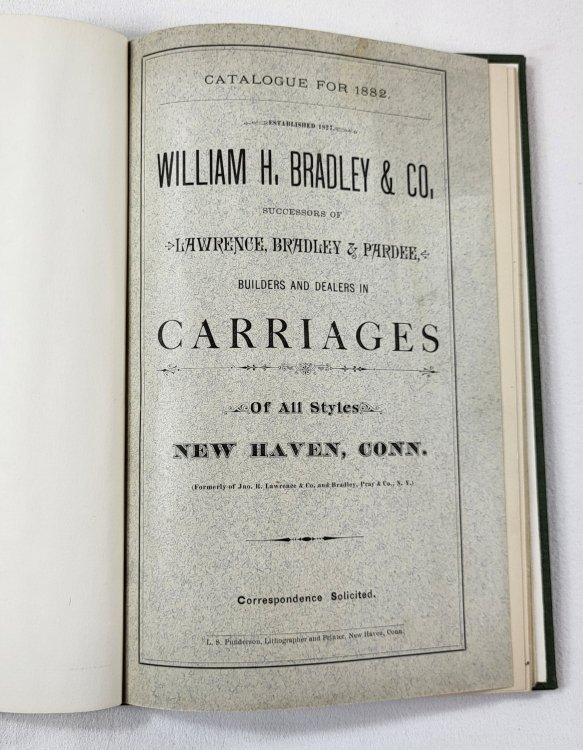 CATALOGUE FOR 1882.
ESTABLISHED 1827.
WILLIAM H. BRADLEY & CO.
SUCCESSORS OF
LAWRENCE, BRADLEY & PARDEE,
BUILDERS AND DEALERS IN
CARRIAGES
Of All Styles
NEW HAVEN, CONN.
(Formerly of Jno. R. Lawrence & Co. and Bradley, Pray & Co., N. Y.)
Correspondence Solicited.
L. S. Punderson, Lithographer and Printer, New Haven, Conn.